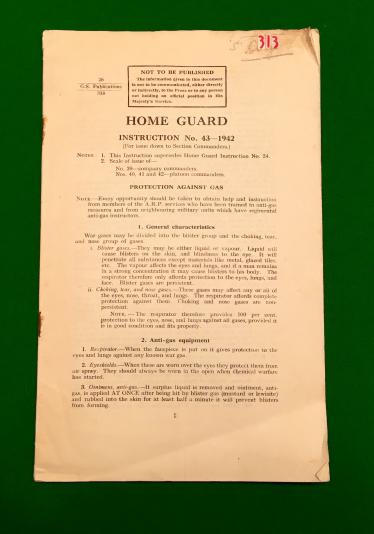 313
26
G.S. Publications
NOT TO BE PUBLISHED
The information given in this document
is not to be communicated, either directly
or indirectly, to the Press or to any person
not holding an official position in His
Majesty's Service.
HOME GUARD
INSTRUCTION No. 43—1942
(For issue down to Section Commanders.)
NOTES 1. This Instruction supersedes Home Guard Instruction No. 24.
2. Scale of issue of—
No. 39—company commanders.
Nos. 40, 41 and 42—platoon commanders.
PROTECTION AGAINST GAS
NOTE.—Every opportunity should be taken to obtain help and instruction
from members of the A.R.P. services who have been trained in anti-gas
measures and from neighbouring military units which have regimental
anti-gas instructors.
1. General characteristics
War gases may be divided into the blister group and the choking, tear,
and nose group of gases.
i. Blister gases.—They may be either liquid or vapour. Liquid will
cause blisters on the skin, and blindness to the eye. It will
penetrate all substances except materials like metal, glazed tiles,
etc. The vapour affects the eyes and lungs, and if a man remains
in a strong concentration it may cause blisters to his body. The
respirator therefore only affords protection to the eyes, lungs, and
face. Blister gases are persistent.
ii. Choking, tear, and nose gases.—These gases may affect any or all of
the eyes, nose, throat, and lungs. The respirator affords complete
protection against them. Choking and nose gases are non-
persistent.
NOTE.—The respirator therefore provides 100 per cent.
protection to the eyes, nose, and lungs against all gases, provided it
is in good condition and fits properly.
2. Anti-gas equipment
1. Respirator.—When the facepiece is put on it gives protection to the
eyes and lungs against any known war gas.
2. Eyeshields.—When these are worn over the eyes they protect them from
air spray. They should always be worn in the open when chemical warfare
has started.
3. Ointment, anti-gas.—If surplus liquid is removed and ointment, anti-
gas, is applied AT ONCE after being hit by blister gas (mustard or lewisite)
and rubbed into the skin for at least half a minute it will prevent blisters
from forming.
1